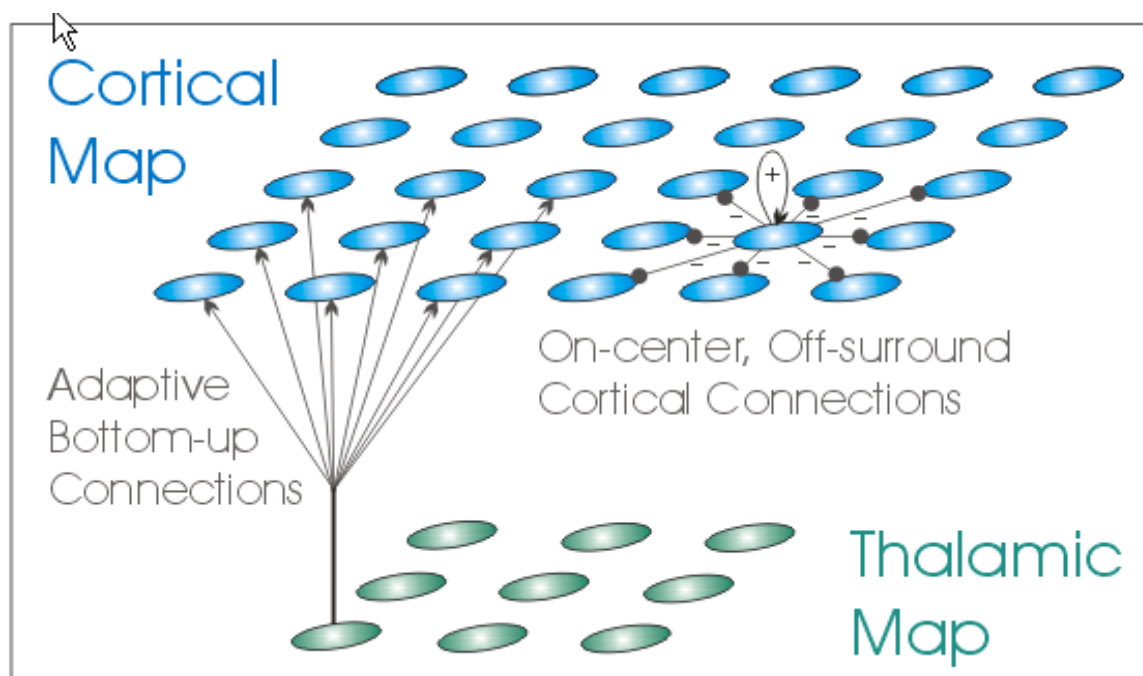 Cortical
Map
+
– – –
– –
– – –
On-center, Off-surround
Cortical Connections
Adaptive
Bottom-up
Connections
Thalamic
Map